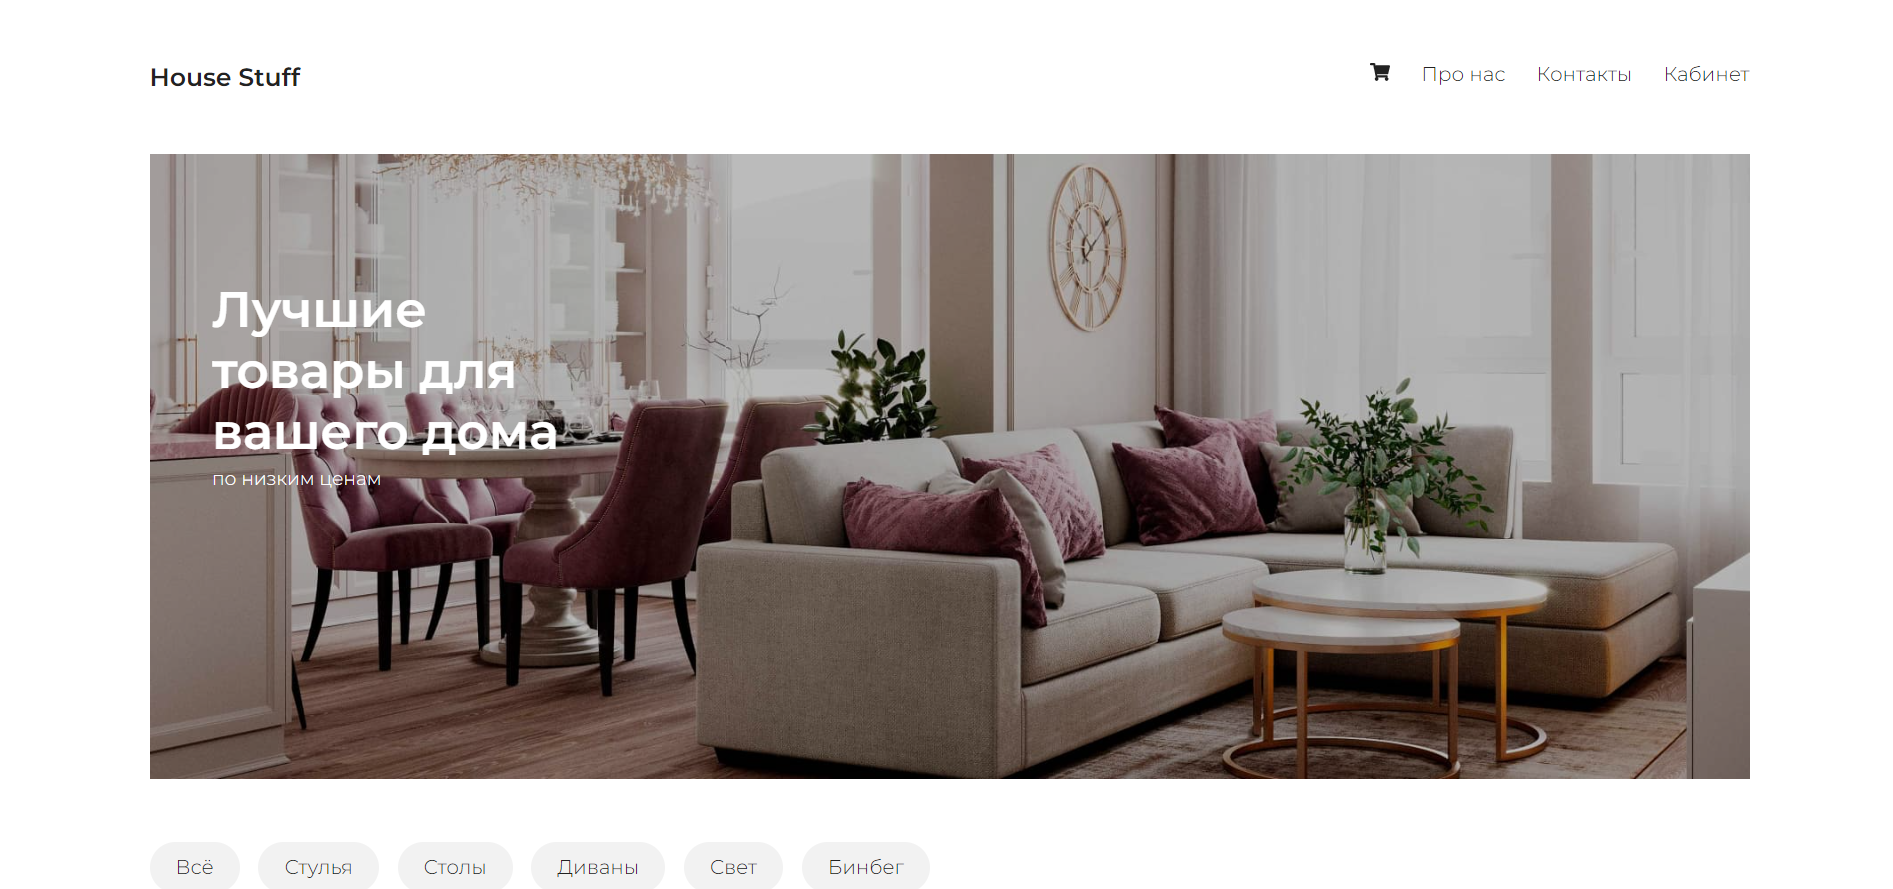 House Stuff
Про нас Контакты Кабинет
Лучшие
товары для
вашего дома
по низким ценам
Всё Стулья Столы Диваны Свет Бинбег